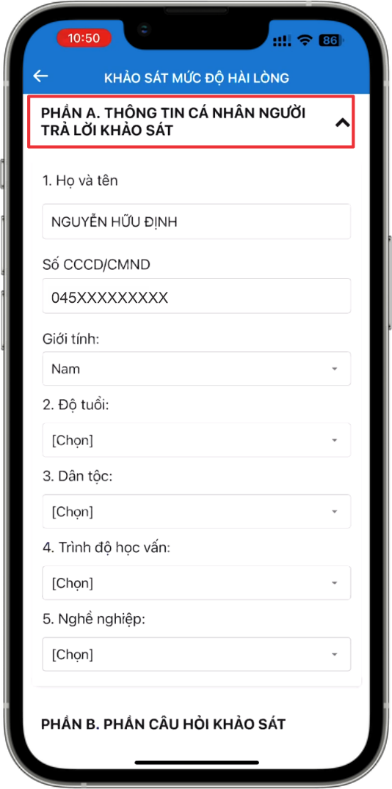 10:50
86
KHẢO SÁT MỨC ĐỘ HÀI LÒNG
PHẦN A. THÔNG TIN CÁ NHÂN NGƯỜI
TRẢ LỜI KHẢO SÁT
1. Họ và tên
NGUYỄN HỮU ĐỊNH
Số CCCD/CMND
045XXXXXXXXX
Giới tính:
Nam
2. Độ tuổi:
[Chọn]
3. Dân tộc:
[Chọn]
4. Trình độ học vấn:
[Chọn]
5. Nghề nghiệp:
[Chọn]
PHẦN B. PHẦN CÂU HỎI KHẢO SÁT